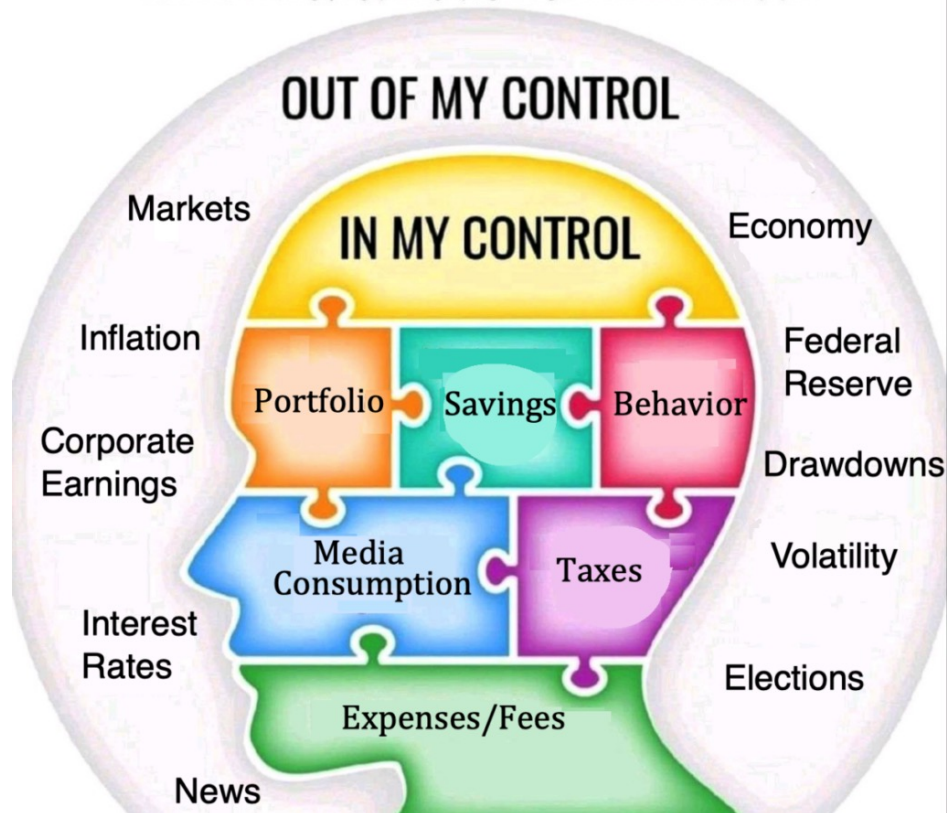 OUT OF MY CONTROL
Markets
IN MY CONTROL
Economy
Inflation
Federal
Reserve
Portfolio
Savings
Behavior
Corporate
Earnings
Drawdowns
Media
Consumption
Taxes
Volatility
Interest
Rates
Elections
Expenses/Fees
News